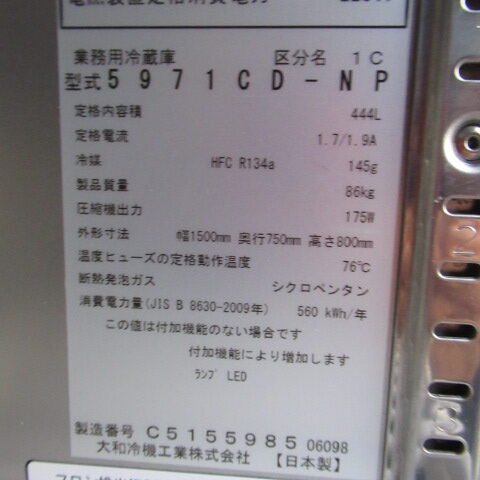 業務用冷蔵庫 区分名 1C
型式 5971CD-NP
定格内容積 444L
定格電流 1.7/1.9A
冷媒 HFC R134a 145g
製品質量 86kg
圧縮機出力 175W
外形寸法 幅1500mm 奥行750mm 高さ800mm
温度ヒューズの定格動作温度 76℃
断熱発泡ガス シクロペンタン
消費電力量(JIS B 8630-2009年) 560 kWh/年
この値は付加機能のない場合です
付加機能により増加します
ﾗﾝﾌﾟ LED
製造番号 C5155985 06098
大和冷機工業株式会社 【日本製】
2
3